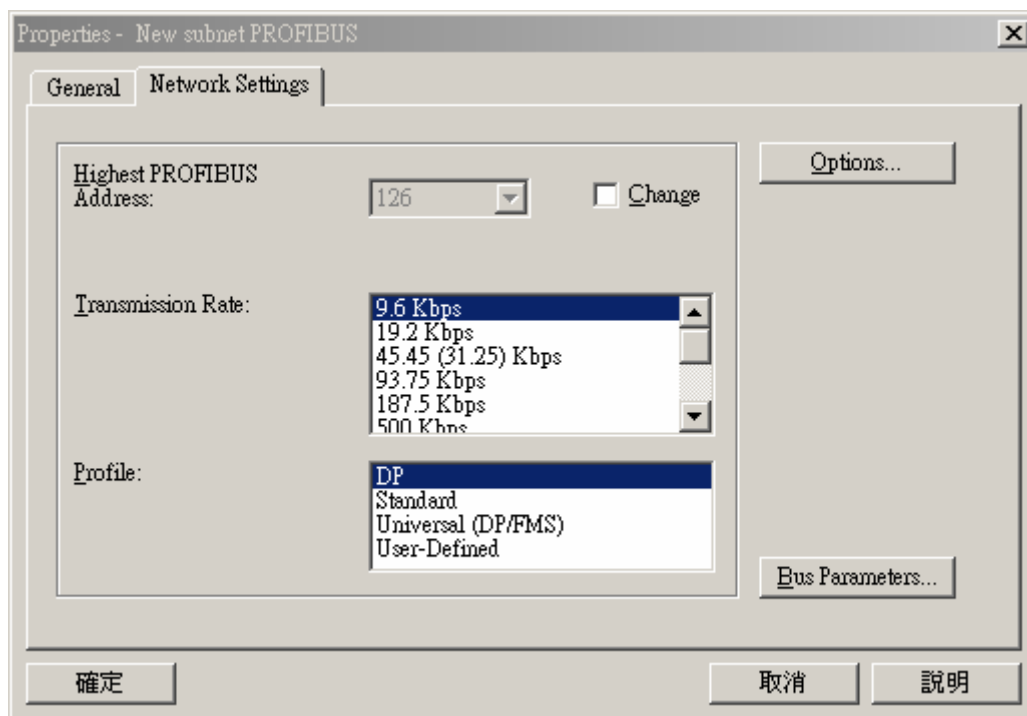 Properties - New subnet PROFIBUS
General Network Settings
Highest PROFIBUS
Address:
126
Change
Options...
Transmission Rate:
9.6 Kbps
19.2 Kbps
45.45 (31.25) Kbps
93.75 Kbps
187.5 Kbps
500 Kbps
Profile:
DP
Standard
Universal (DP/FMS)
User-Defined
Bus Parameters...
確定 取消 說明